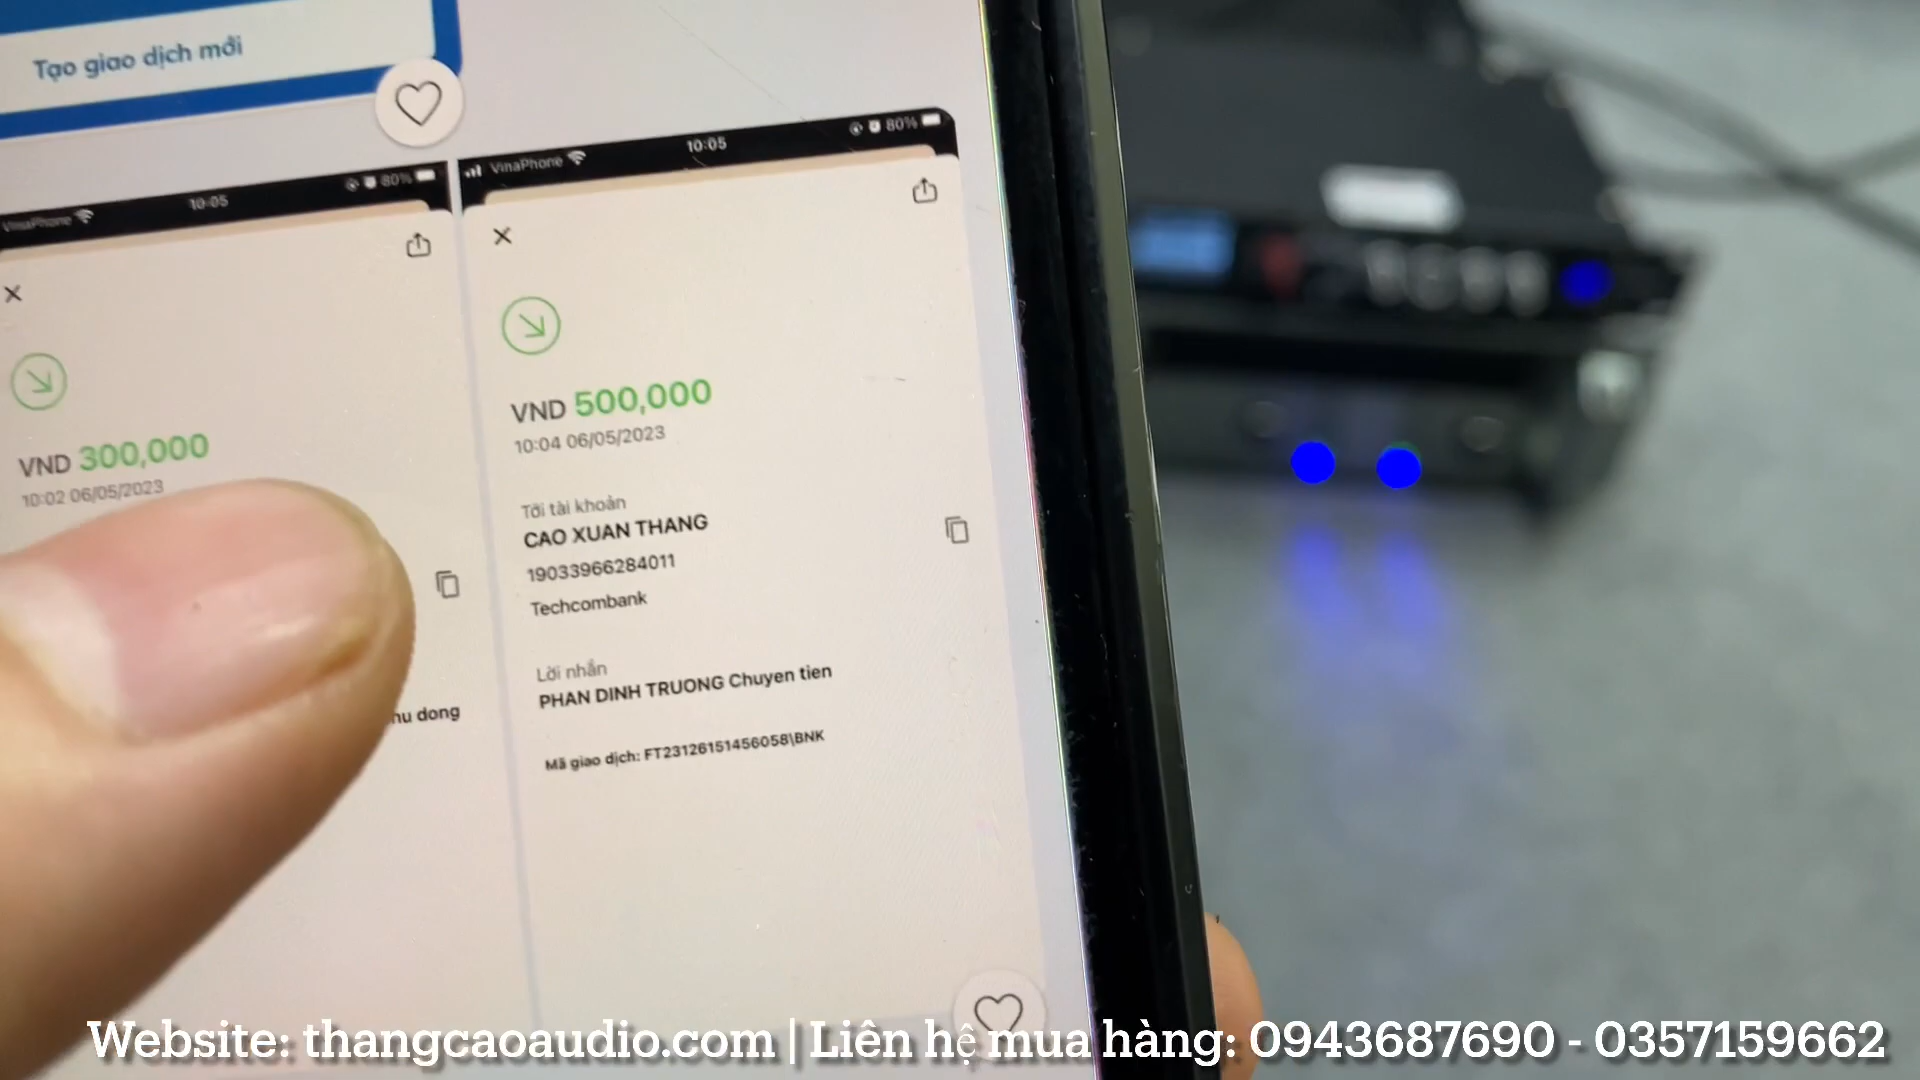 Tạo giao dịch mới
VinaPhone 10:05 80%
VND 300,000
10:02 06/05/2023
hu dong
VinaPhone 10:05 80%
VND 500,000
10:04 06/05/2023
Tới tài khoản
CAO XUAN THANG
19033966284011
Techcombank
Lời nhắn
PHAN DINH TRUONG Chuyen tien
Mã giao dịch: FT23126151456058\BNK
Website: thangcaoaudio.com | Liên hệ mua hàng: 0943687690 - 0357159662